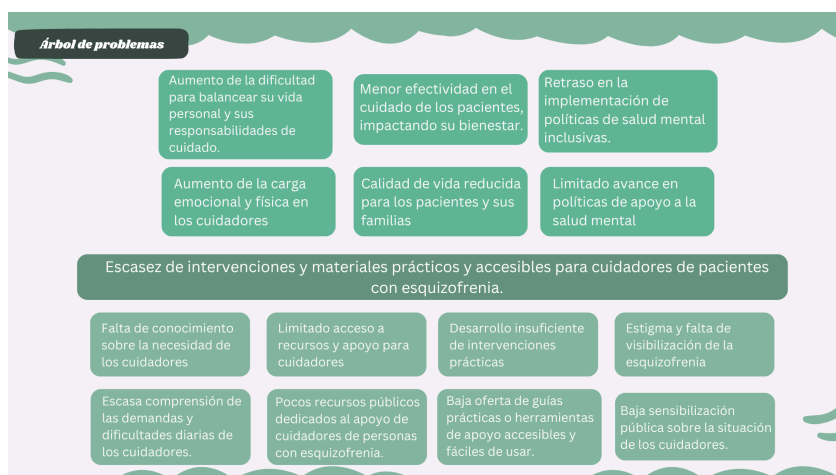 Árbol de problemas
Aumento de la dificultad
para balancear su vida
personal y sus
responsabilidades de
cuidado.
Menor efectividad en el
cuidado de los pacientes,
impactando su bienestar.
Retraso en la
implementación de
políticas de salud mental
inclusivas.
Aumento de la carga
emocional y física en
los cuidadores
Calidad de vida reducida
para los pacientes y sus
familias
Limitado avance en
políticas de apoyo a la
salud mental
Escasez de intervenciones y materiales prácticos y accesibles para cuidadores de pacientes
con esquizofrenia.
Falta de conocimiento
sobre la necesidad de
los cuidadores
Limitado acceso a
recursos y apoyo para
cuidadores
Desarrollo insuficiente
de intervenciones
prácticas
Estigma y falta de
visibilización de la
esquizofrenia
Escasa comprensión de
las demandas y
dificultades diarias de
los cuidadores.
Pocos recursos públicos
dedicados al apoyo de
cuidadores de personas
con esquizofrenia.
Baja oferta de guías
prácticas o herramientas
de apoyo accesibles y
fáciles de usar.
Baja sensibilización
pública sobre la situación
de los cuidadores.